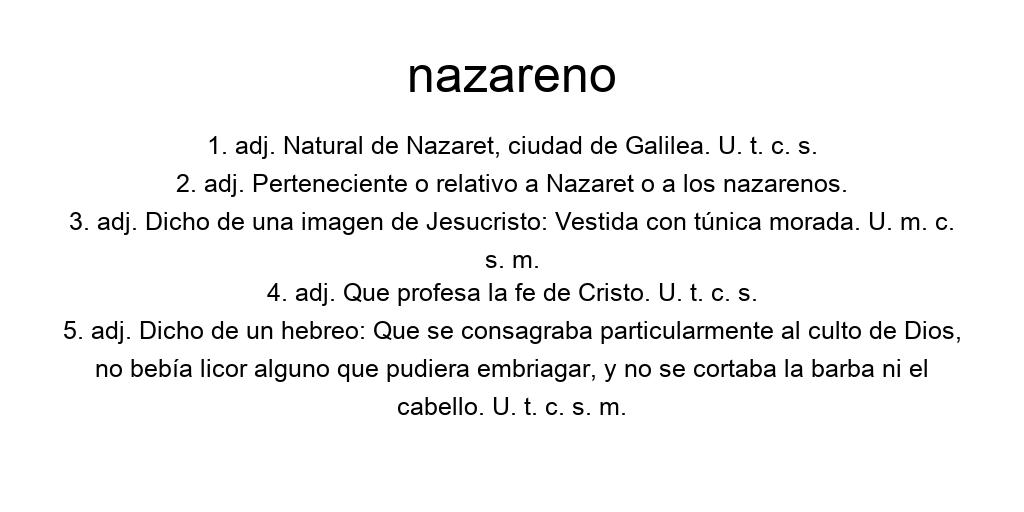 nazareno
1. adj. Natural de Nazaret, ciudad de Galilea. U. t. c. s.
2. adj. Perteneciente o relativo a Nazaret o a los nazarenos.
3. adj. Dicho de una imagen de Jesucristo: Vestida con túnica morada. U. m. c.
s. m.
4. adj. Que profesa la fe de Cristo. U. t. c. s.
5. adj. Dicho de un hebreo: Que se consagraba particularmente al culto de Dios,
no bebía licor alguno que pudiera embriagar, y no se cortaba la barba ni el
cabello. U. t. c. s. m.